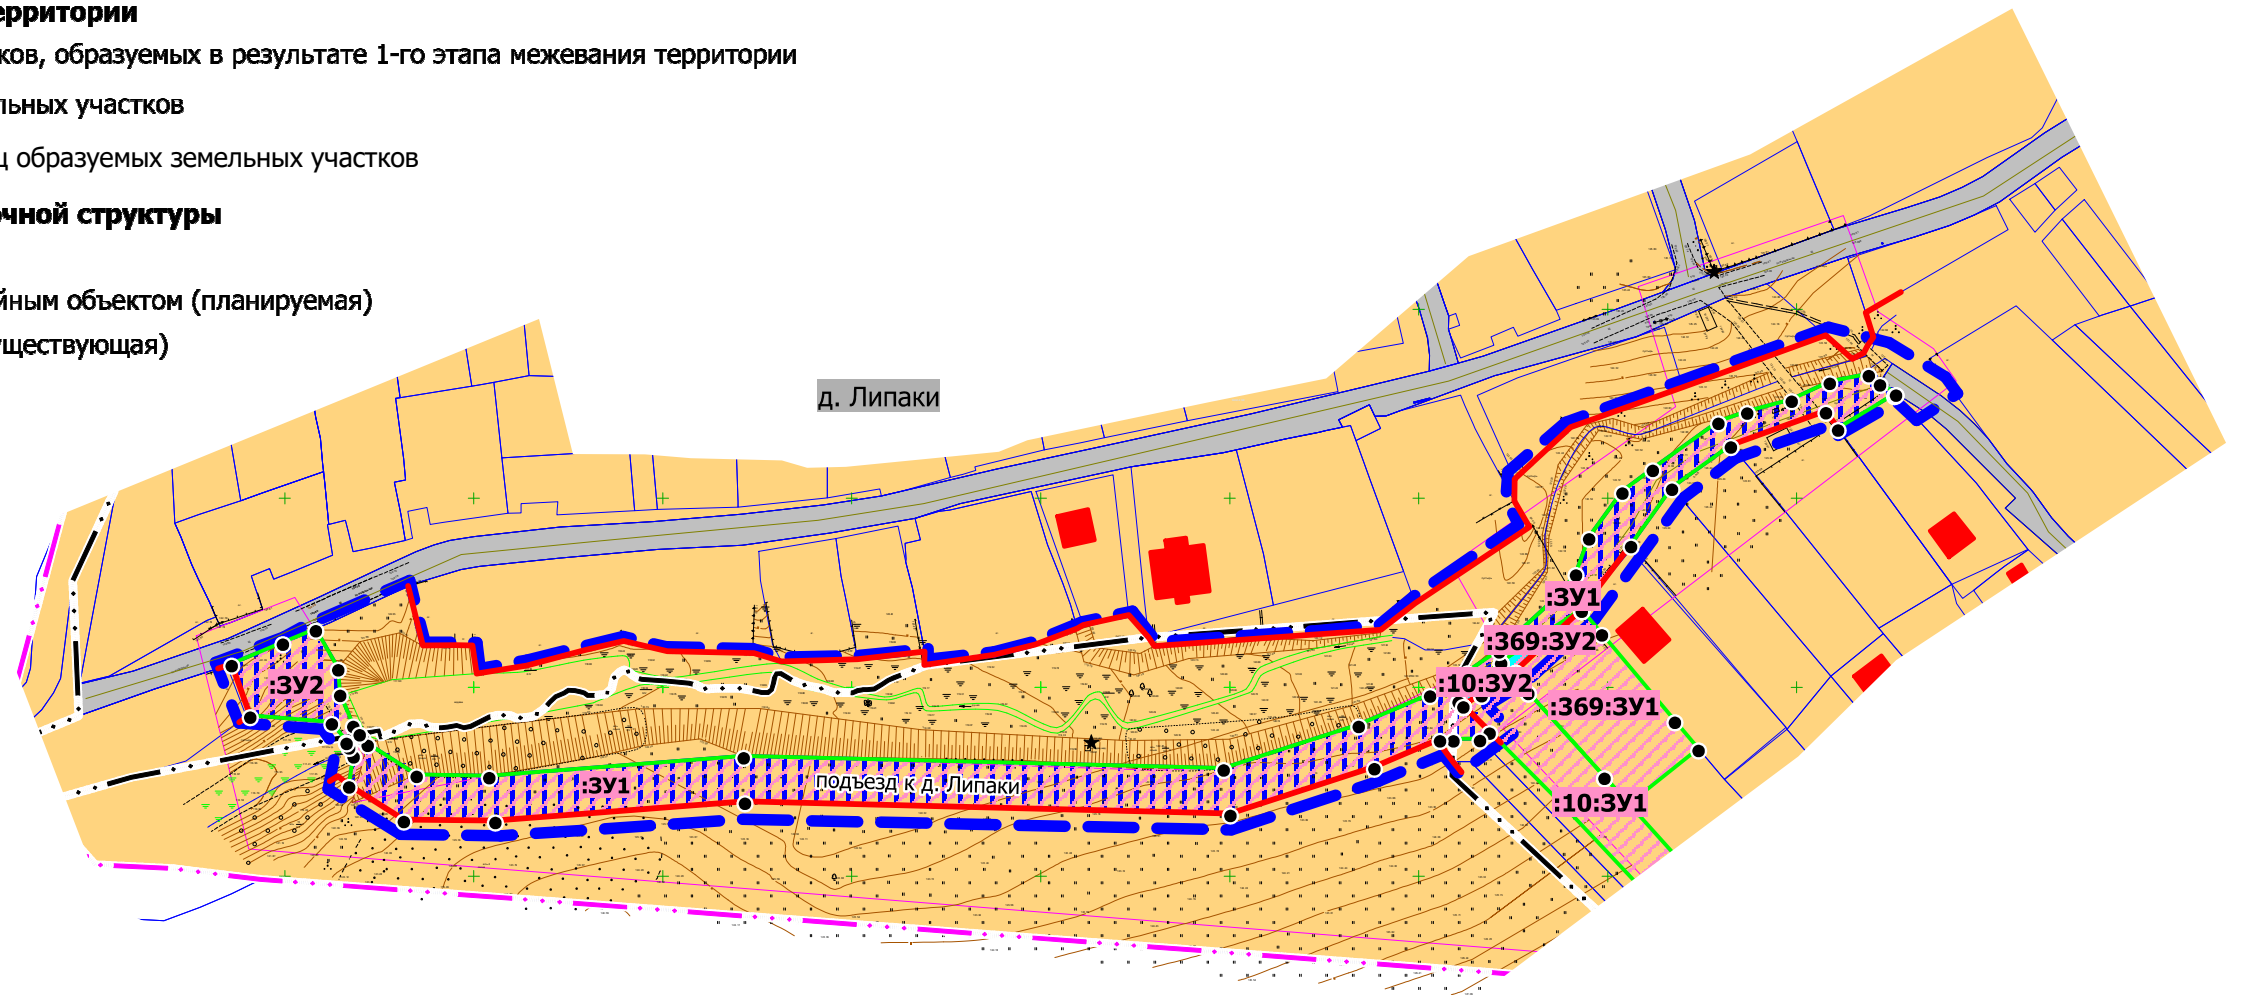 ерритории
ков, образуемых в результате 1-го этапа межевания территории
льных участков
ц образуемых земельных участков
очной структуры
йным объектом (планируемая)
уществующая)
д. Липаки
:ЗУ1
:369:ЗУ2
:10:ЗУ2
:ЗУ2
:369:ЗУ1
:ЗУ1
подъезд к д. Липаки
:10:ЗУ1